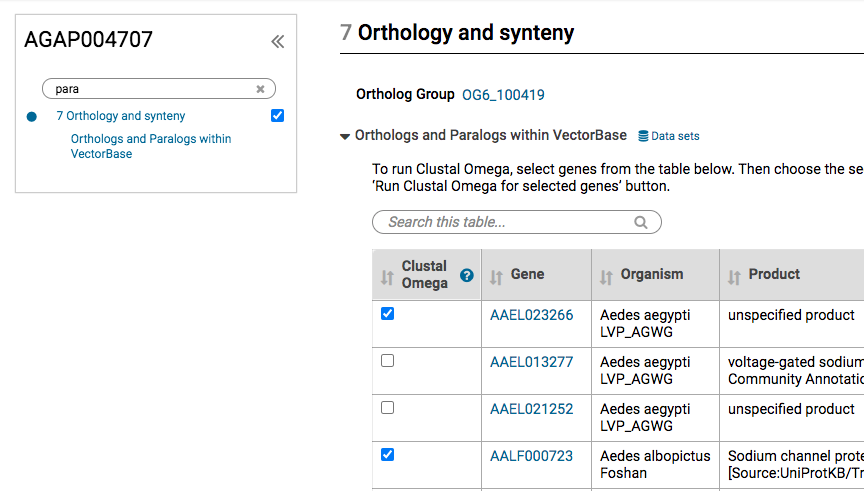 AGAP004707
para
7 Orthology and synteny
Orthologs and Paralogs within
VectorBase
7 Orthology and synteny
Ortholog Group OG6_100419
Orthologs and Paralogs within VectorBase Data sets
To run Clustal Omega, select genes from the table below. Then choose the se
‘Run Clustal Omega for selected genes’ button.
Search this table...
Clustal
Omega ? Gene Organism Product
AAEL023266 Aedes aegypti unspecified product
LVP_AGWG
AAEL013277 Aedes aegypti voltage-gated sodium
LVP_AGWG Community Annotatio
AAEL021252 Aedes aegypti unspecified product
LVP_AGWG
AALF000723 Aedes albopictus Sodium channel prote
Foshan [Source:UniProtKB/Tr